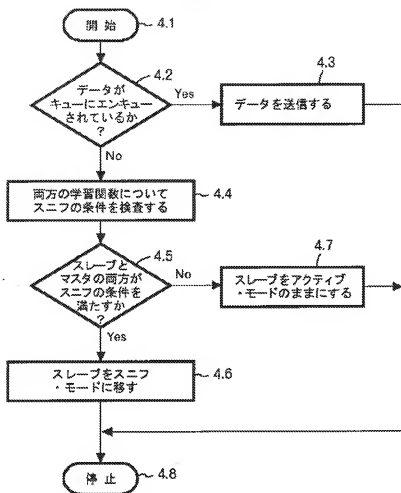 開始
4.1
4.2
データが
キューにエンキュー
されているか
?
Yes
4.3
データを送信する
No
両方の学習関数について
スニフの条件を検査する
4.4
4.5
スレーブと
マスタの両方が
スニフの条件を
満たすか
?
No
4.7
スレーブをアクティブ
・モードのままにする
Yes
スレーブをスニフ
・モードに移す
4.6
停止
4.8